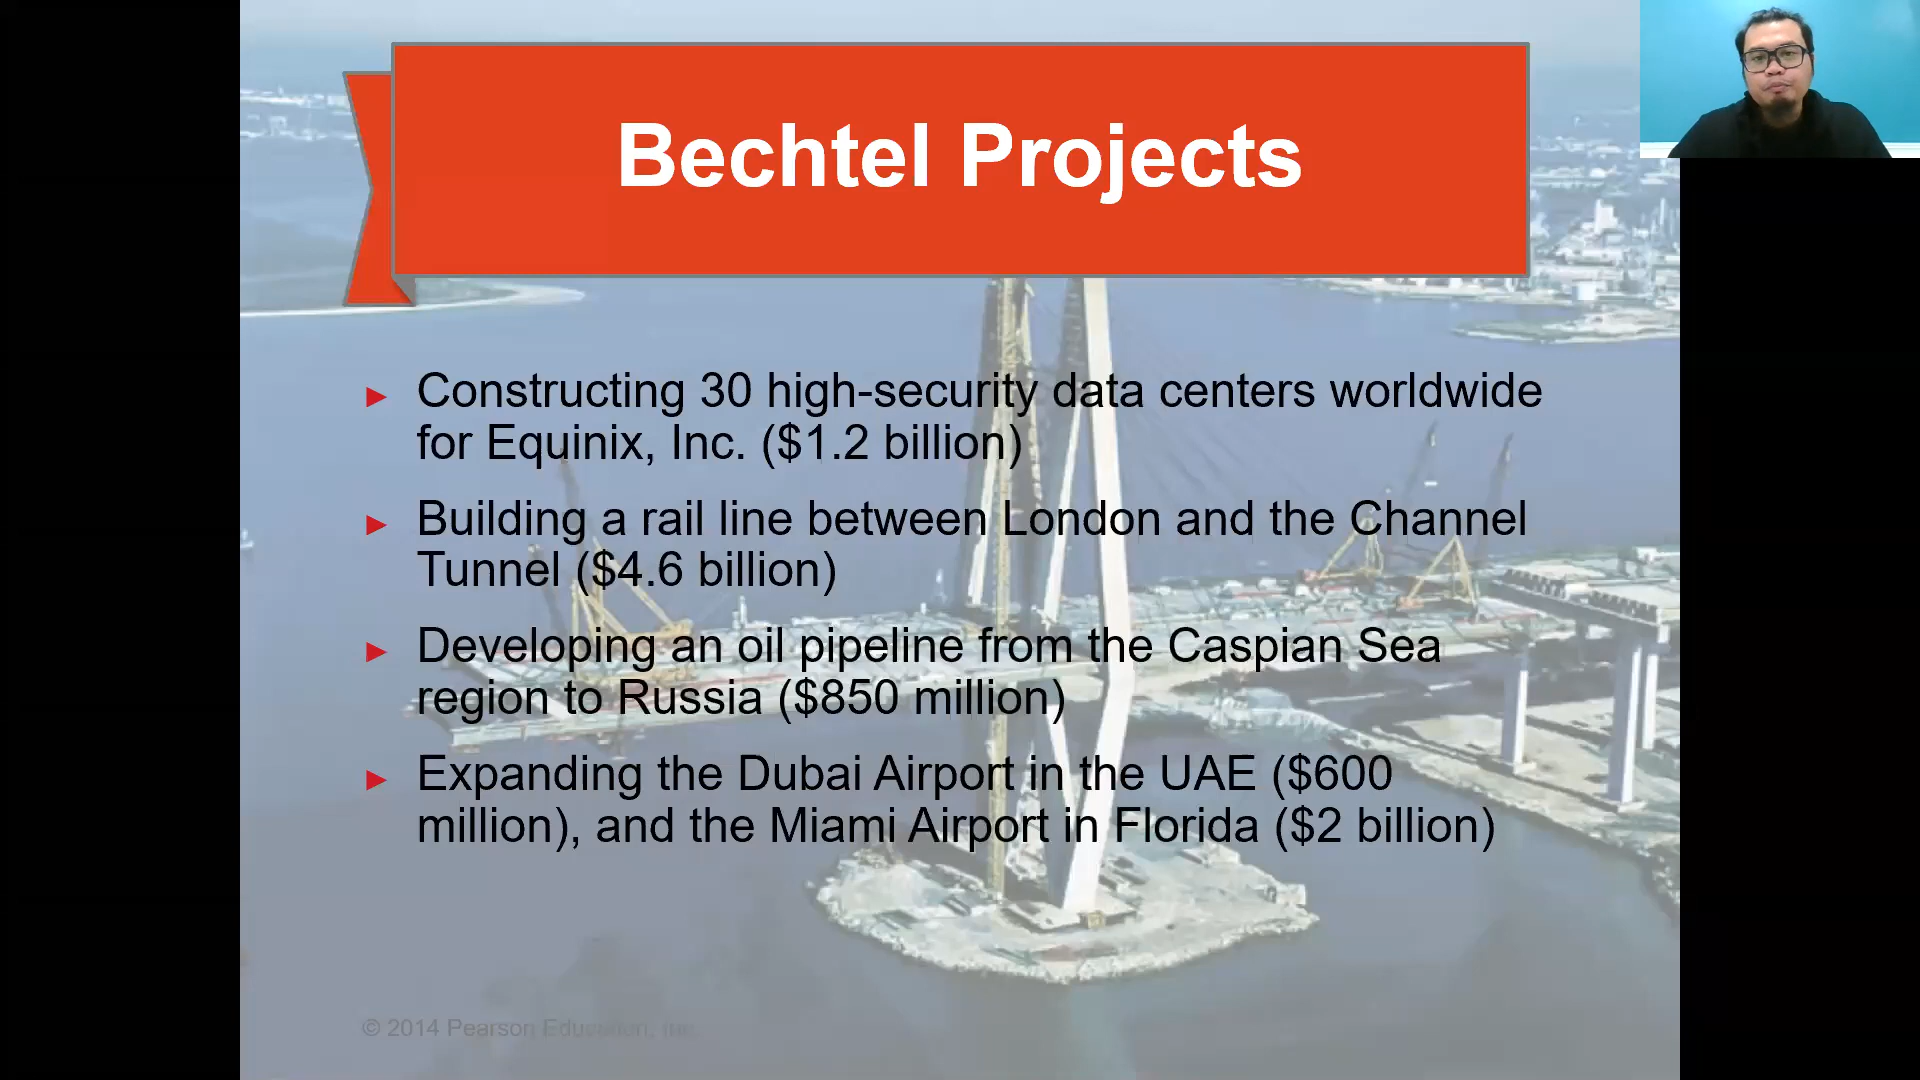 Bechtel Projects
► Constructing 30 high-security data centers worldwide
for Equinix, Inc. ($1.2 billion)
► Building a rail line between London and the Channel
Tunnel ($4.6 billion)
► Developing an oil pipeline from the Caspian Sea
region to Russia ($850 million)
► Expanding the Dubai Airport in the UAE ($600
million), and the Miami Airport in Florida ($2 billion)
© 2014 Pearson Education, Inc.